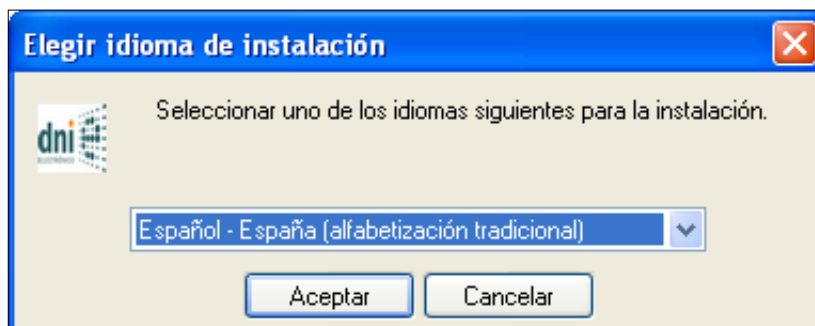 Elegir idioma de instalación
Seleccionar uno de los idiomas siguientes para la instalación.
dni
ELECTRÓNICO
Español - España (alfabetización tradicional)
Aceptar
Cancelar